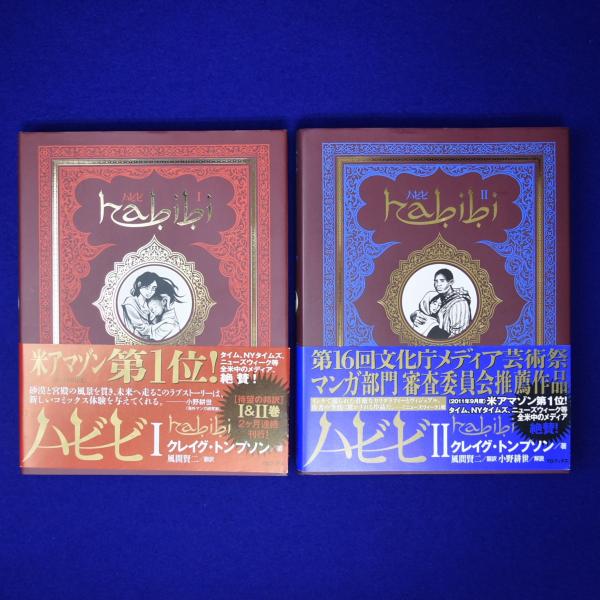 ハビビ I
habibi
米アマゾン第1位!
タイム、NYタイムズ、
ニューズウィーク等
全米中のメディア、
絶賛!
砂漠と宮殿の風景を貫き、未来へ走るこのラブストーリーは、
新しいコミックス体験を与えてくれる。
小野耕世
[待望の邦訳]
I&II巻
2ヶ月連続
刊行!
ハビビ I
habibi
クレイグ・トンプソン/著
風間賢二/翻訳
ハビビ II
habibi
第16回文化庁メディア芸術祭
マンガ部門 審査委員会推薦作品
[2011年9月度]米アマゾン第1位!
タイム、NYタイムズ、ニューズウィーク等
全米中のメディア
絶賛!
ハビビ II
habibi
クレイグ・トンプソン/著
風間賢二/翻訳 小野耕世/解説